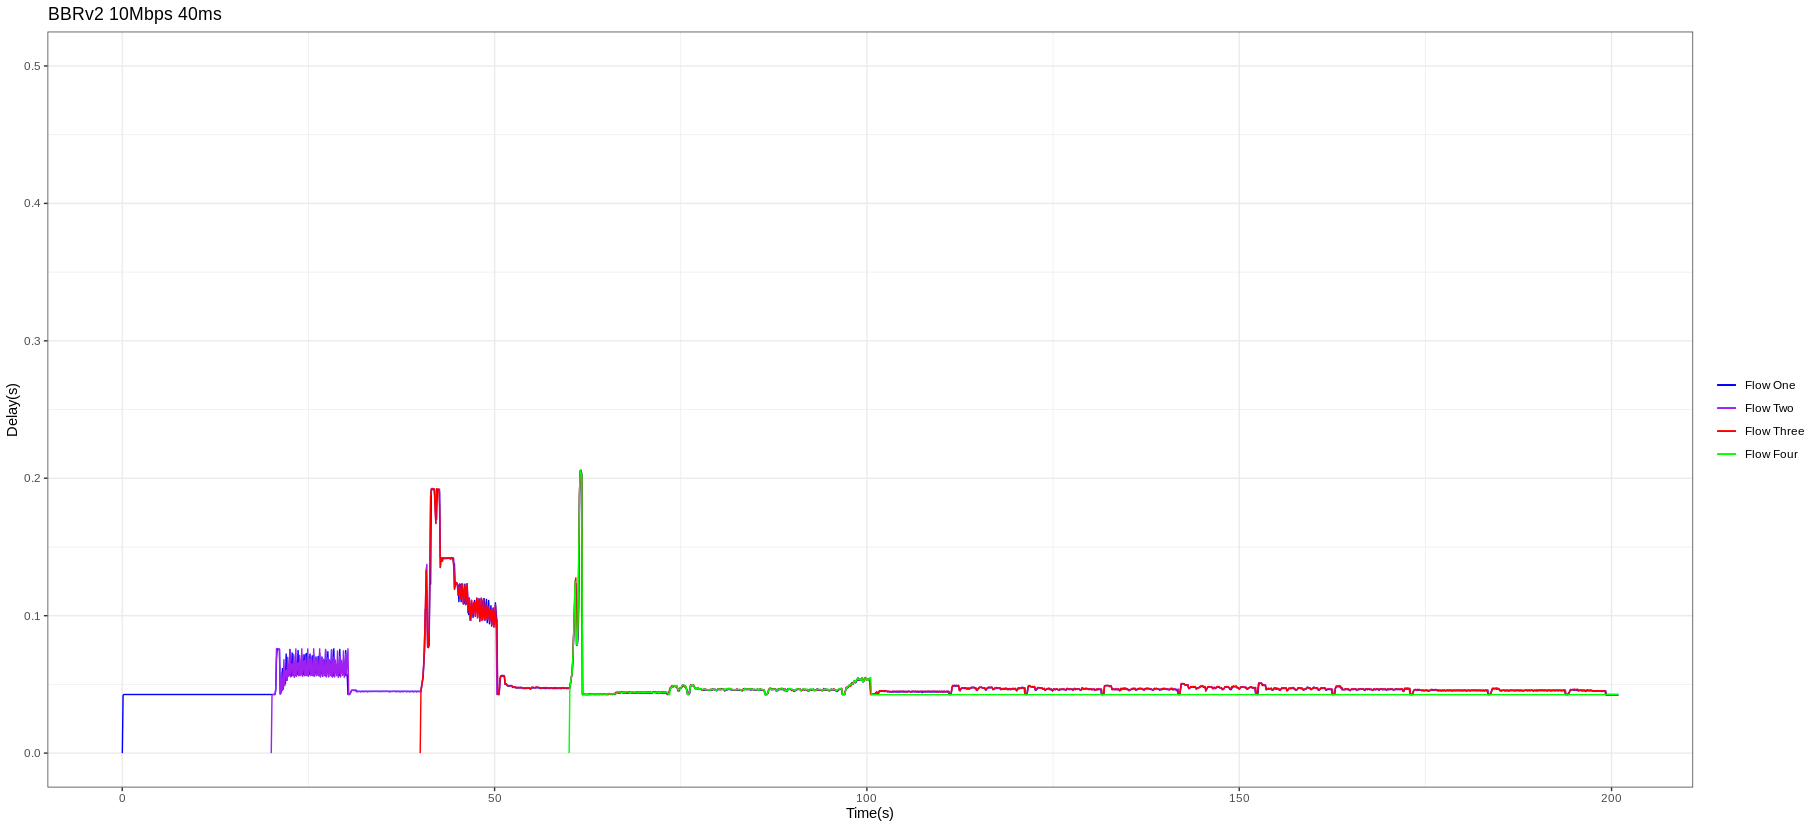 BBRv2 10Mbps 40ms
0.5
0.4
0.3
0.2
0.1
0.0
Delay(s)
0 50 100 150 200
Time(s)
Flow One
Flow Two
Flow Three
Flow Four